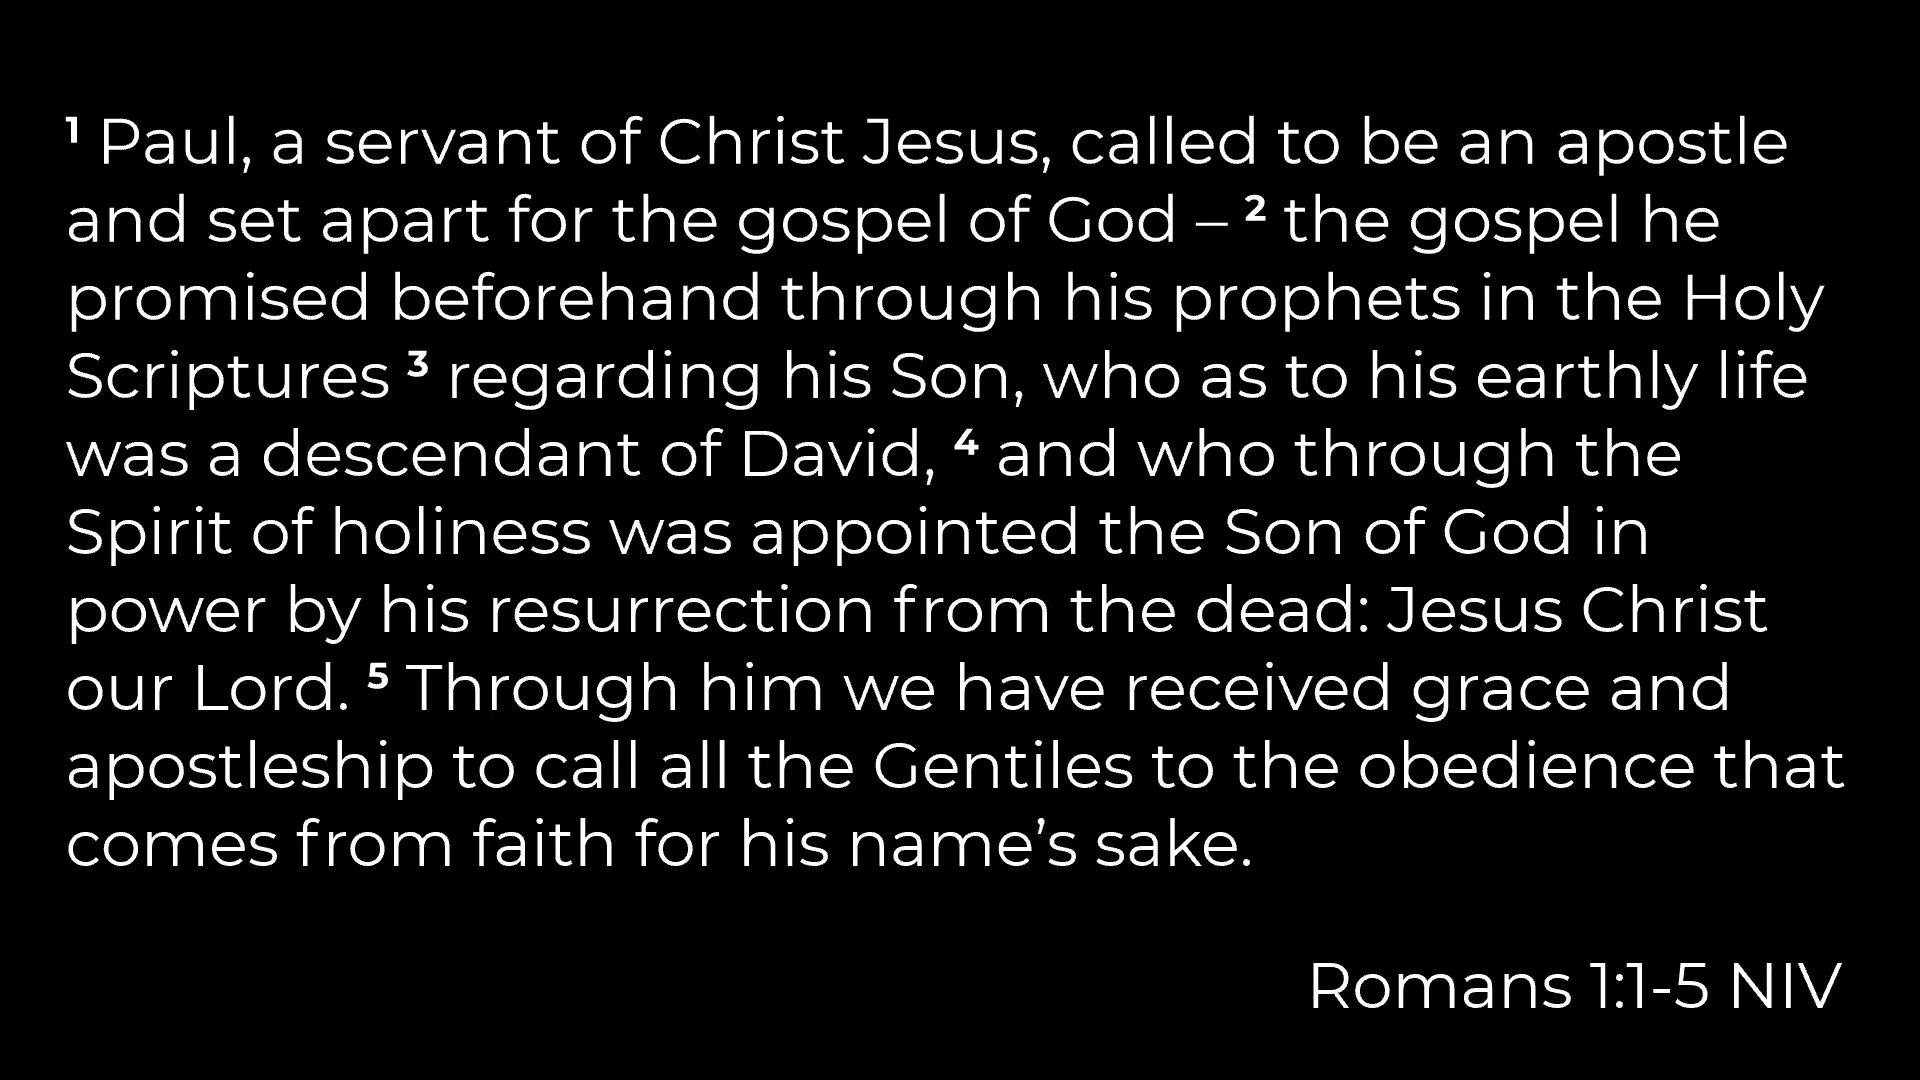 1 Paul, a servant of Christ Jesus, called to be an apostle
and set apart for the gospel of God – 2 the gospel he
promised beforehand through his prophets in the Holy
Scriptures 3 regarding his Son, who as to his earthly life
was a descendant of David, 4 and who through the
Spirit of holiness was appointed the Son of God in
power by his resurrection from the dead: Jesus Christ
our Lord. 5 Through him we have received grace and
apostleship to call all the Gentiles to the obedience that
comes from faith for his name’s sake.
Romans 1:1-5 NIV